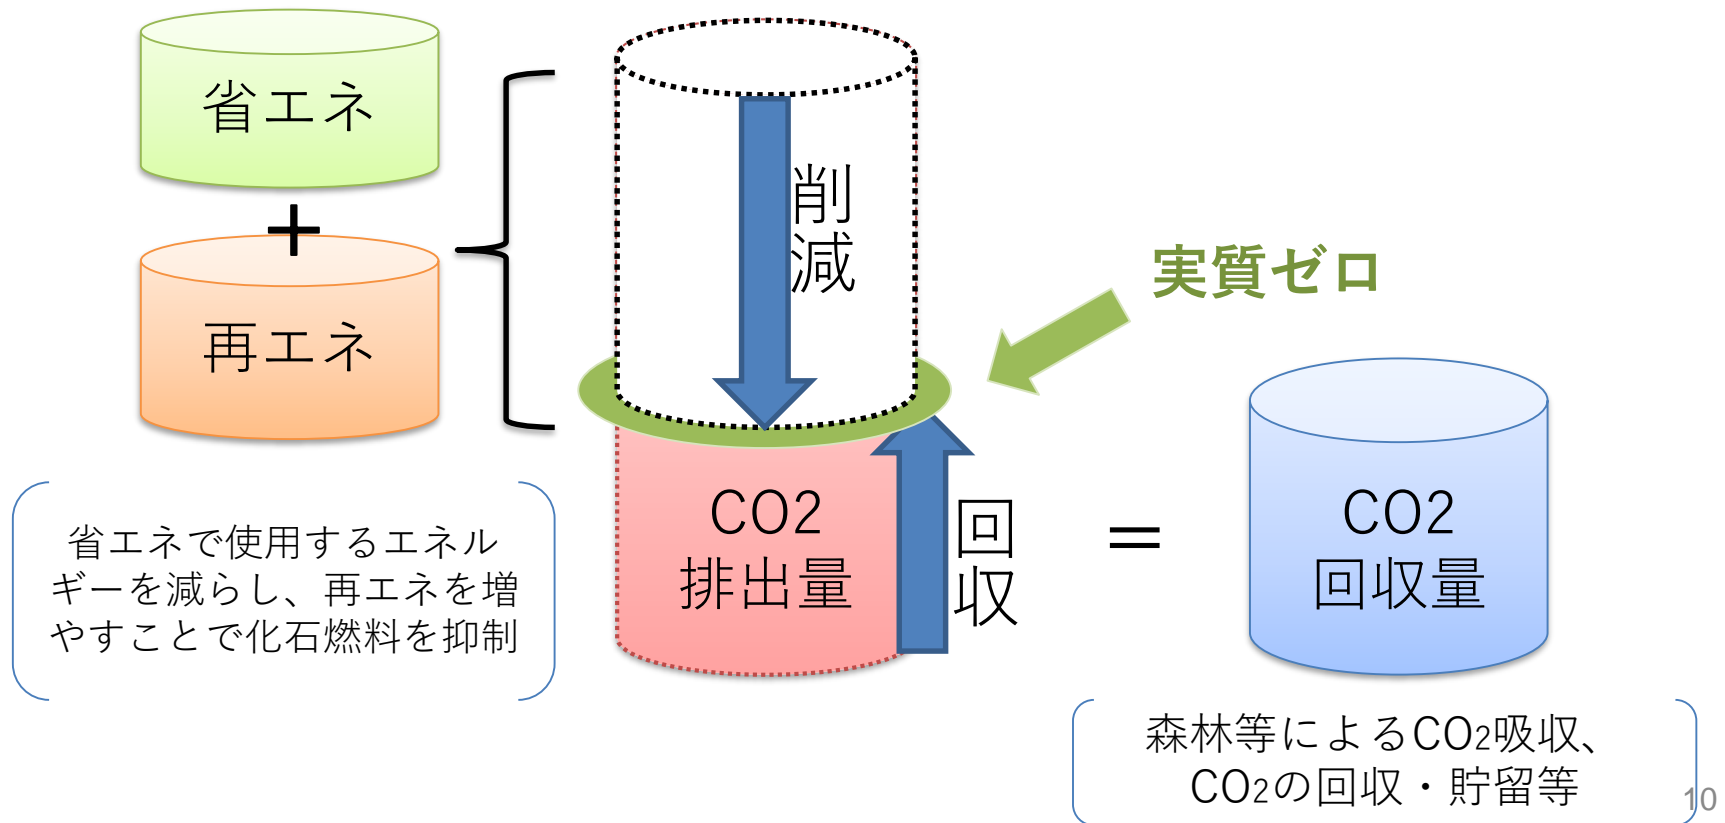 省エネ
+
再エネ
省エネで使用するエネル
ギーを減らし、再エネを増
やすことで化石燃料を抑制
削減
実質ゼロ
CO2
排出量
回収
=
CO2
回収量
森林等によるCO2吸収、
CO2の回収・貯留等
10